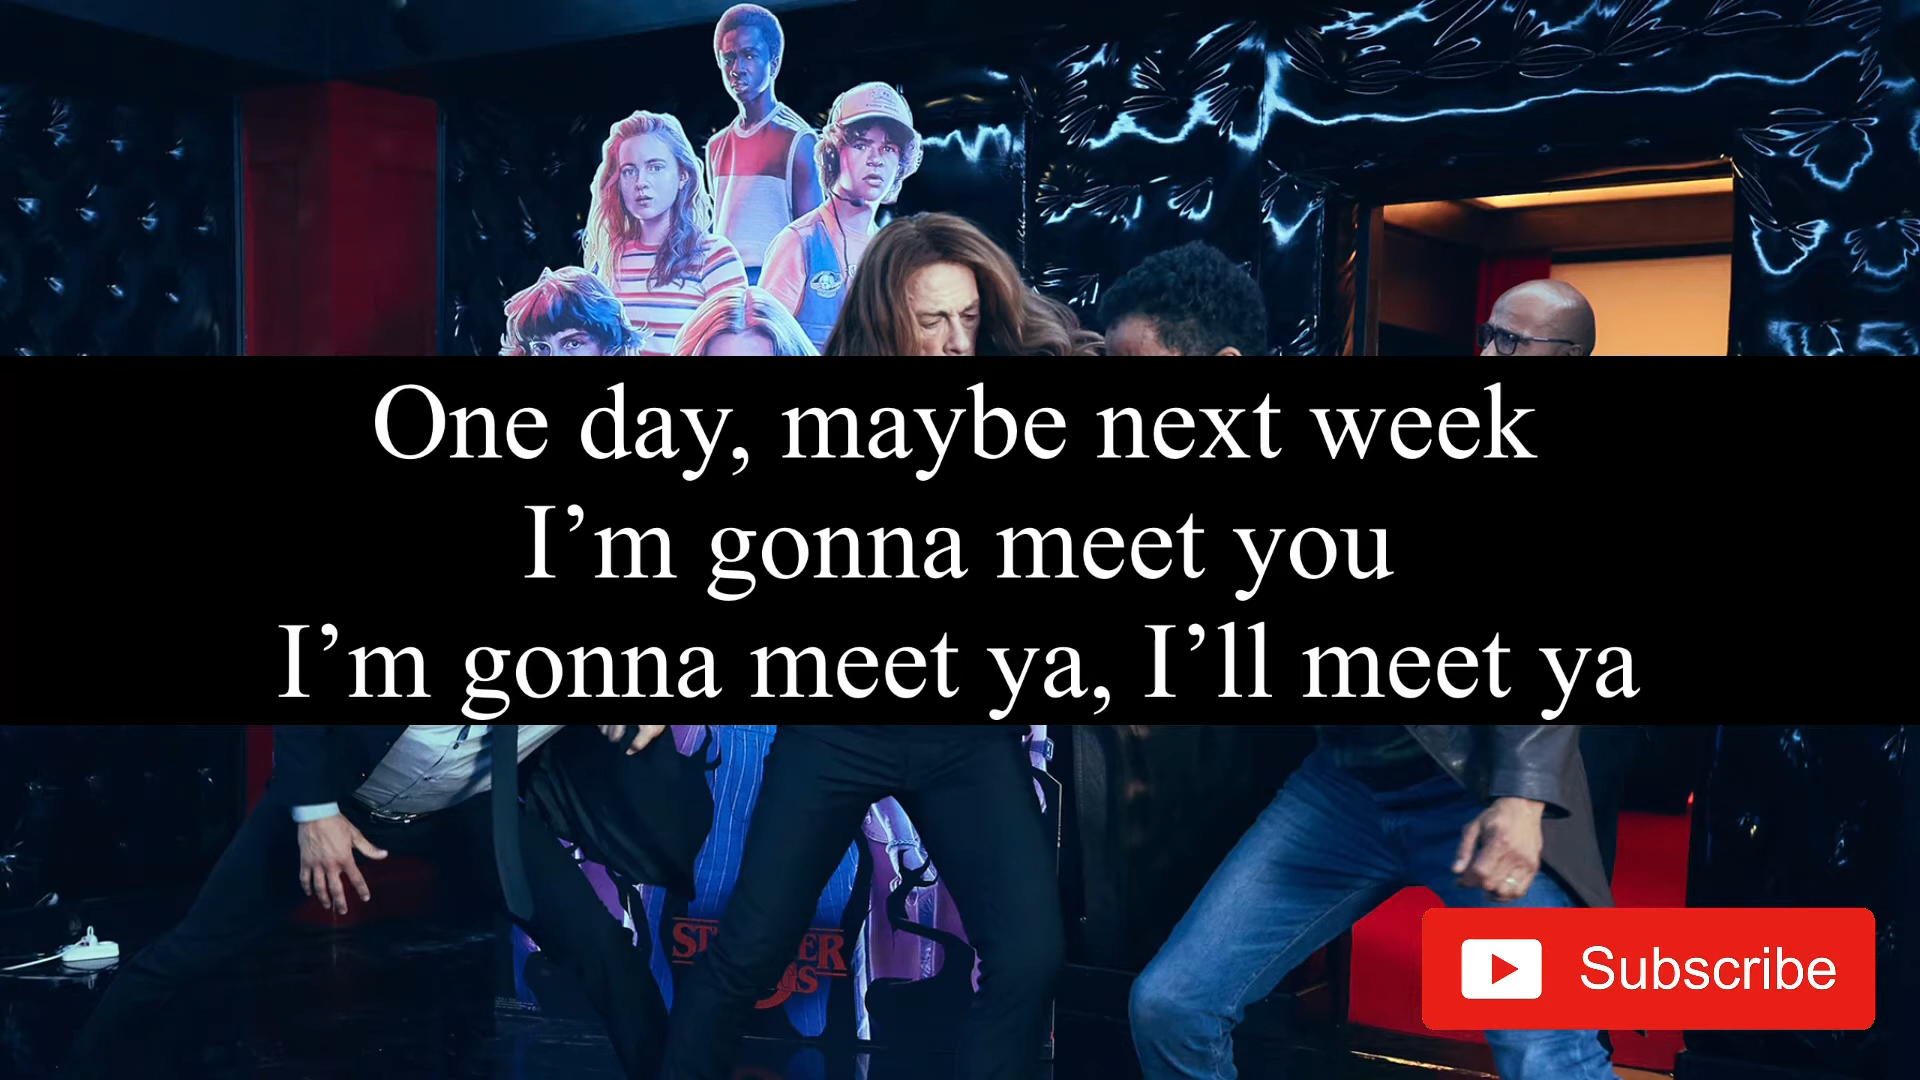 One day, maybe next week
I’m gonna meet you
I’m gonna meet ya, I’ll meet ya
Subscribe